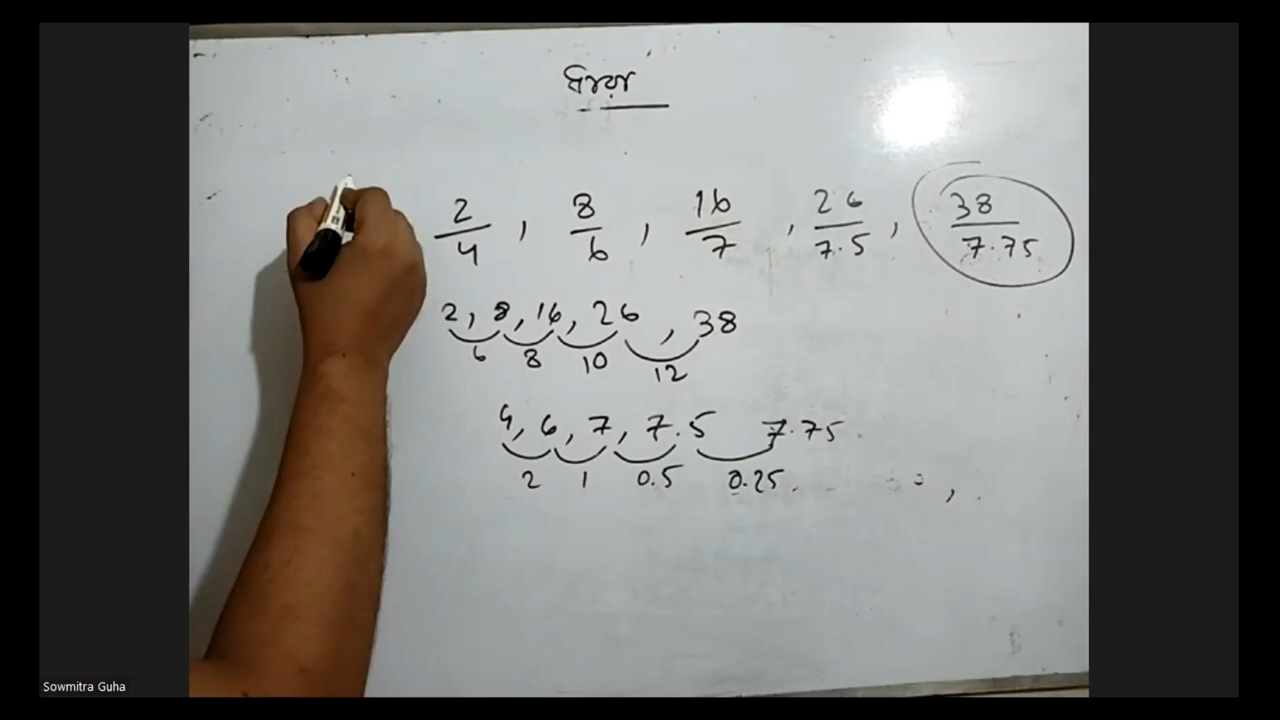 ধারা
2/4, 8/6, 16/7, 26/7.5, 38/7.75
2, 8, 16, 26, 38
6 8 10 12
4, 6, 7, 7.5 7.75
2 1 0.5 0.25
Sowmitra Guha